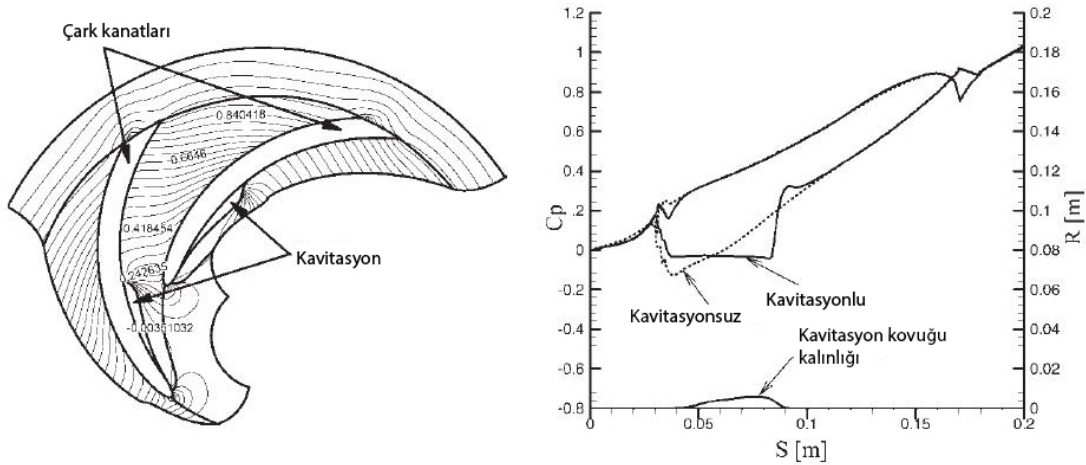 Çark kanatları
0.840418
0.6646
0.418454
0.242635
-0.00351032
Kavitasyon
1.2
1
0.8
0.6
0.4
0.2
0
-0.2
-0.4
-0.6
-0.8
Cp
Kavitasyonlu
Kavitasyonsuz
Kavitasyon kovuğu
kalınlığı
0 0.05 0.1 0.15 0.2
S [m]
0.2
0.18
0.16
0.14
0.12
0.1
0.08
0.06
0.04
0.02
0
R [m]